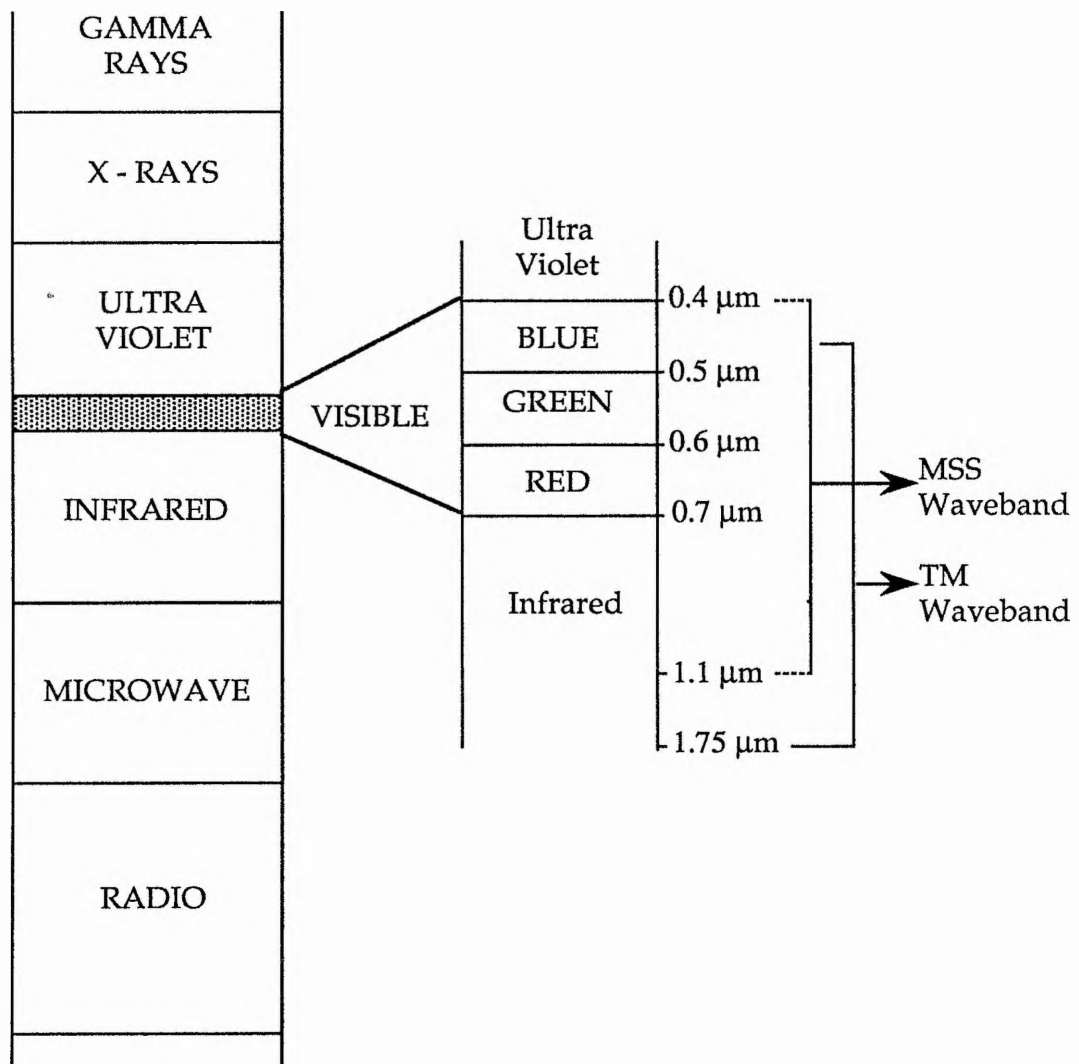 GAMMA
RAYS
X - RAYS
ULTRA
VIOLET
VISIBLE
INFRARED
MICROWAVE
RADIO
Ultra
Violet
BLUE
GREEN
RED
Infrared
0.4 µm
0.5 µm
0.6 µm
0.7 µm
1.1 µm
1.75 µm
MSS
Waveband
TM
Waveband